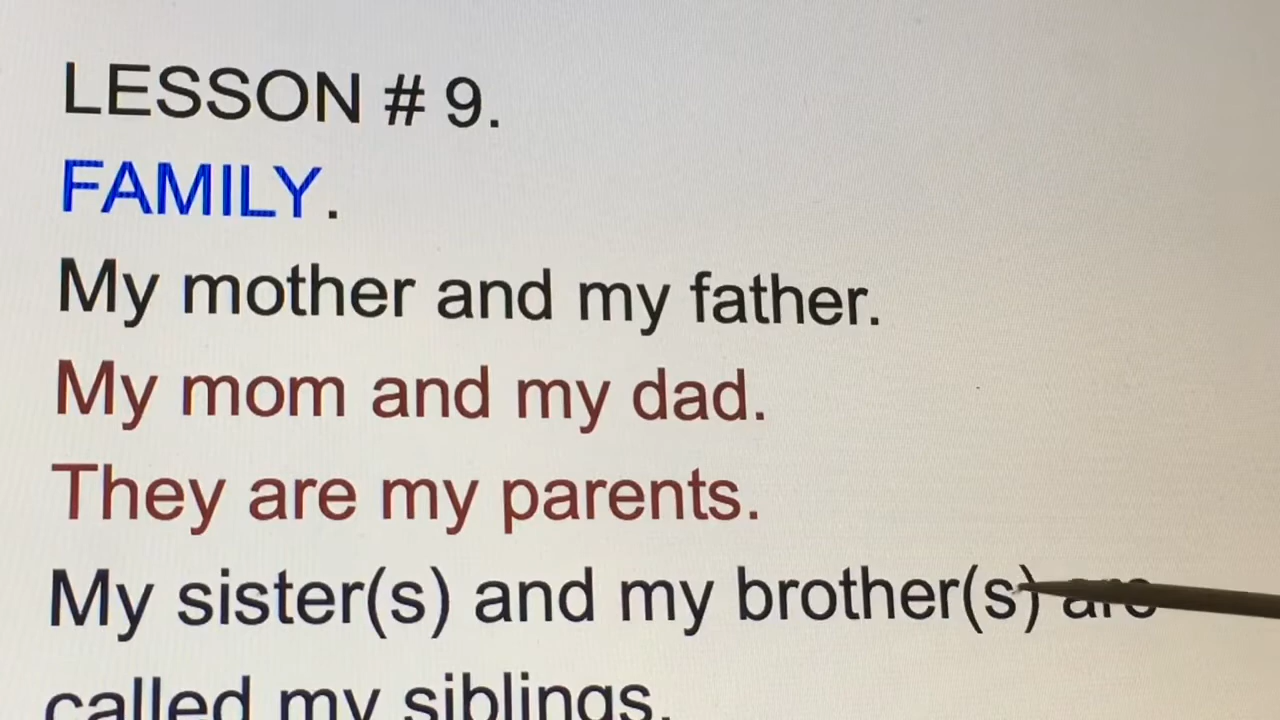 LESSON # 9.
FAMILY.
My mother and my father.
My mom and my dad.
They are my parents.
My sister(s) and my brother(s) are
called my siblings.